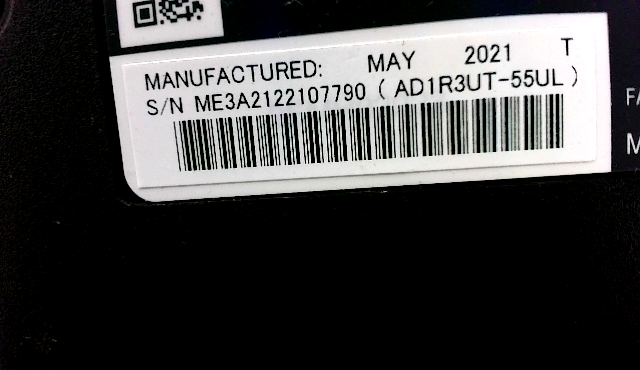 MANUFACTURED: MAY 2021 T
S/N ME3A2122107790 ( AD1R3UT-55UL )